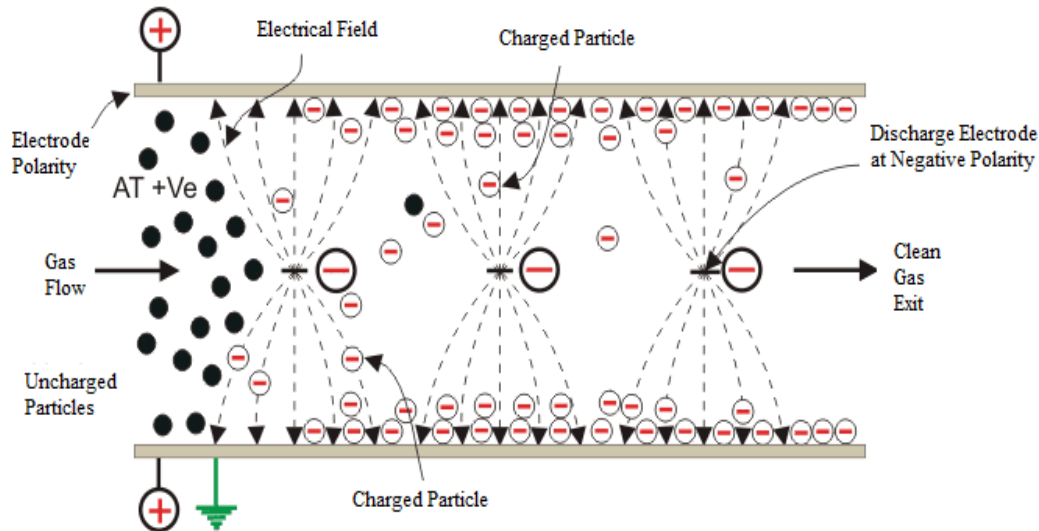 Electrical Field
Charged Particle
Electrode
Polarity
AT +Ve
Discharge Electrode
at Negative Polarity
Gas
Flow
Clean
Gas
Exit
Uncharged
Particles
Charged Particle